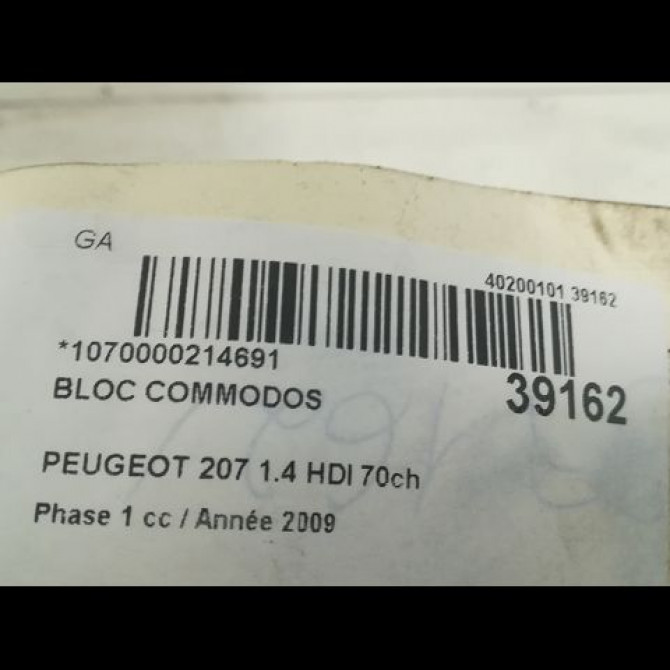 GA
40200101 39162
*1070000214691
39162
BLOC COMMODOS
PEUGEOT 207 1.4 HDI 70ch
Phase 1 cc / Année 2009